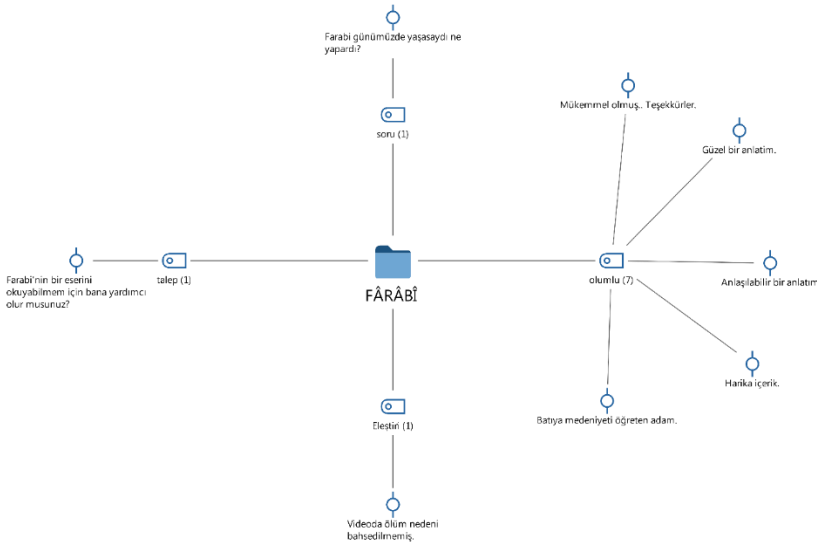 Farabi günümüzde yaşasaydı ne
yapardı?
soru (1)
Mükemmel olmuş.. Teşekkürler.
Güzel bir anlatim.
Farabi'nin bir eserini
okuyabilmem için bana yardımcı
olur musunuz?
talep (1)
FÂRÂBÎ
olumlu (7)
Anlaşılabilir bir anlatım
Harika içerik.
Batıya medeniyeti öğreten adam.
Eleştiri (1)
Videoda ölüm nedeni
bahsedilmemiş.